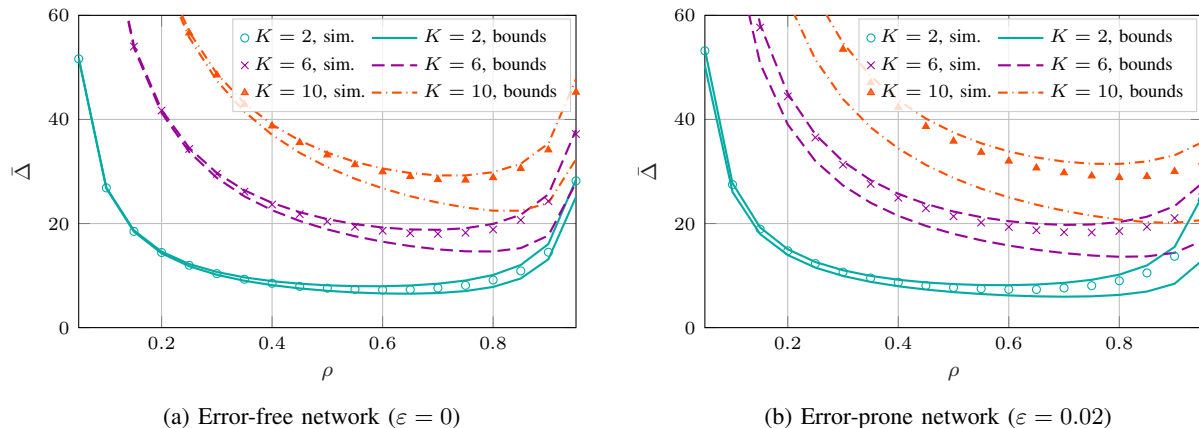 60
40
20
0
Δ̄
0.2
0.4
0.6
0.8
ρ
K = 2, sim.
K = 2, bounds
K = 6, sim.
K = 6, bounds
K = 10, sim.
K = 10, bounds
(a) Error-free network (ε = 0)
60
40
20
0
Δ̄
0.2
0.4
0.6
0.8
ρ
K = 2, sim.
K = 2, bounds
K = 6, sim.
K = 6, bounds
K = 10, sim.
K = 10, bounds
(b) Error-prone network (ε = 0.02)